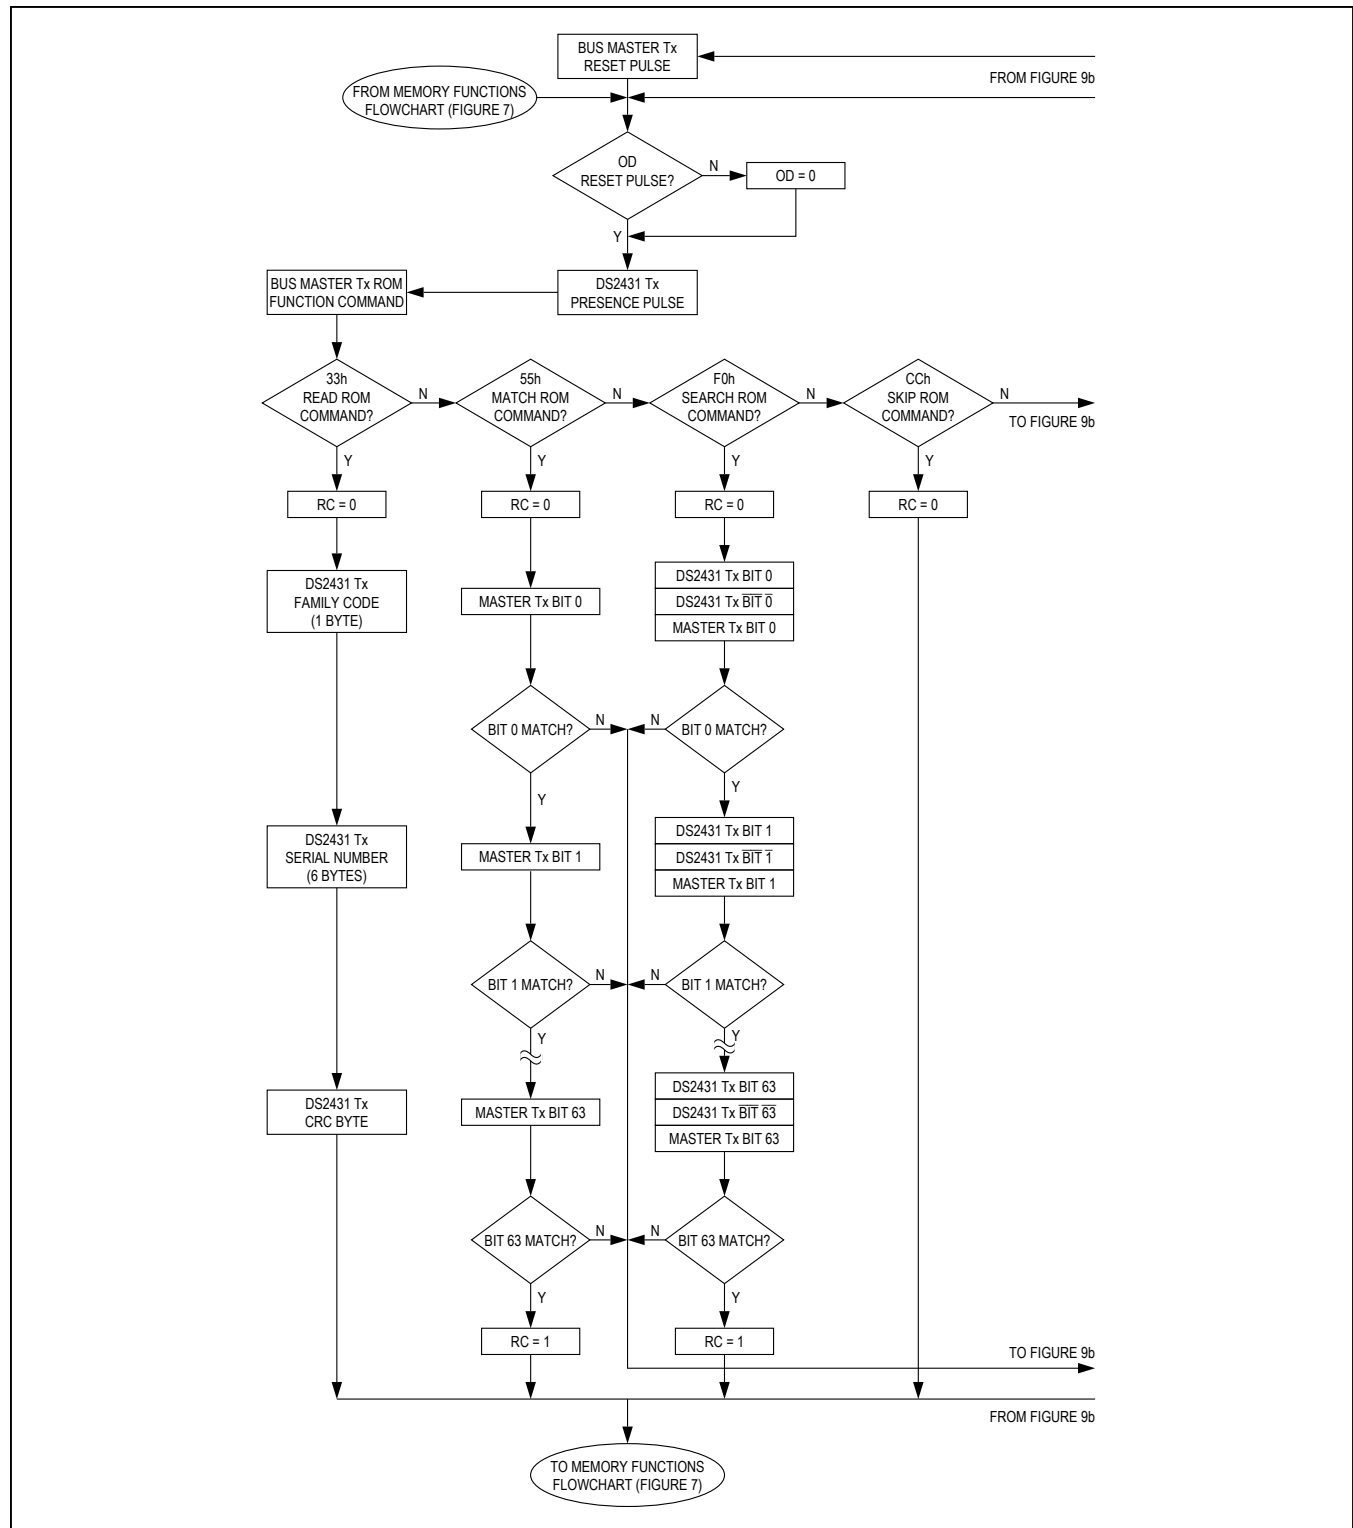 BUS MASTER Tx
RESET PULSE
FROM FIGURE 9b
FROM MEMORY FUNCTIONS
FLOWCHART (FIGURE 7)
OD
RESET PULSE?
N
OD = 0
Y
BUS MASTER Tx ROM
FUNCTION COMMAND
DS2431 Tx
PRESENCE PULSE
33h
READ ROM
COMMAND?
N
55h
MATCH ROM
COMMAND?
N
F0h
SEARCH ROM
COMMAND?
N
CCh
SKIP ROM
COMMAND?
N
TO FIGURE 9b
Y
Y
Y
Y
RC = 0
RC = 0
RC = 0
RC = 0
DS2431 Tx
FAMILY CODE
(1 BYTE)
MASTER Tx BIT 0
DS2431 Tx BIT 0
DS2431 Tx B̅I̅T̅ 0̅
MASTER Tx BIT 0
BIT 0 MATCH?
N
N
BIT 0 MATCH?
Y
Y
DS2431 Tx
SERIAL NUMBER
(6 BYTES)
MASTER Tx BIT 1
DS2431 Tx BIT 1
DS2431 Tx B̅I̅T̅ 1̅
MASTER Tx BIT 1
BIT 1 MATCH?
N
N
BIT 1 MATCH?
Y
Y
DS2431 Tx
CRC BYTE
MASTER Tx BIT 63
DS2431 Tx BIT 63
DS2431 Tx B̅I̅T̅ 6̅3̅
MASTER Tx BIT 63
BIT 63 MATCH?
N
N
BIT 63 MATCH?
Y
Y
RC = 1
RC = 1
TO FIGURE 9b
FROM FIGURE 9b
TO MEMORY FUNCTIONS
FLOWCHART (FIGURE 7)